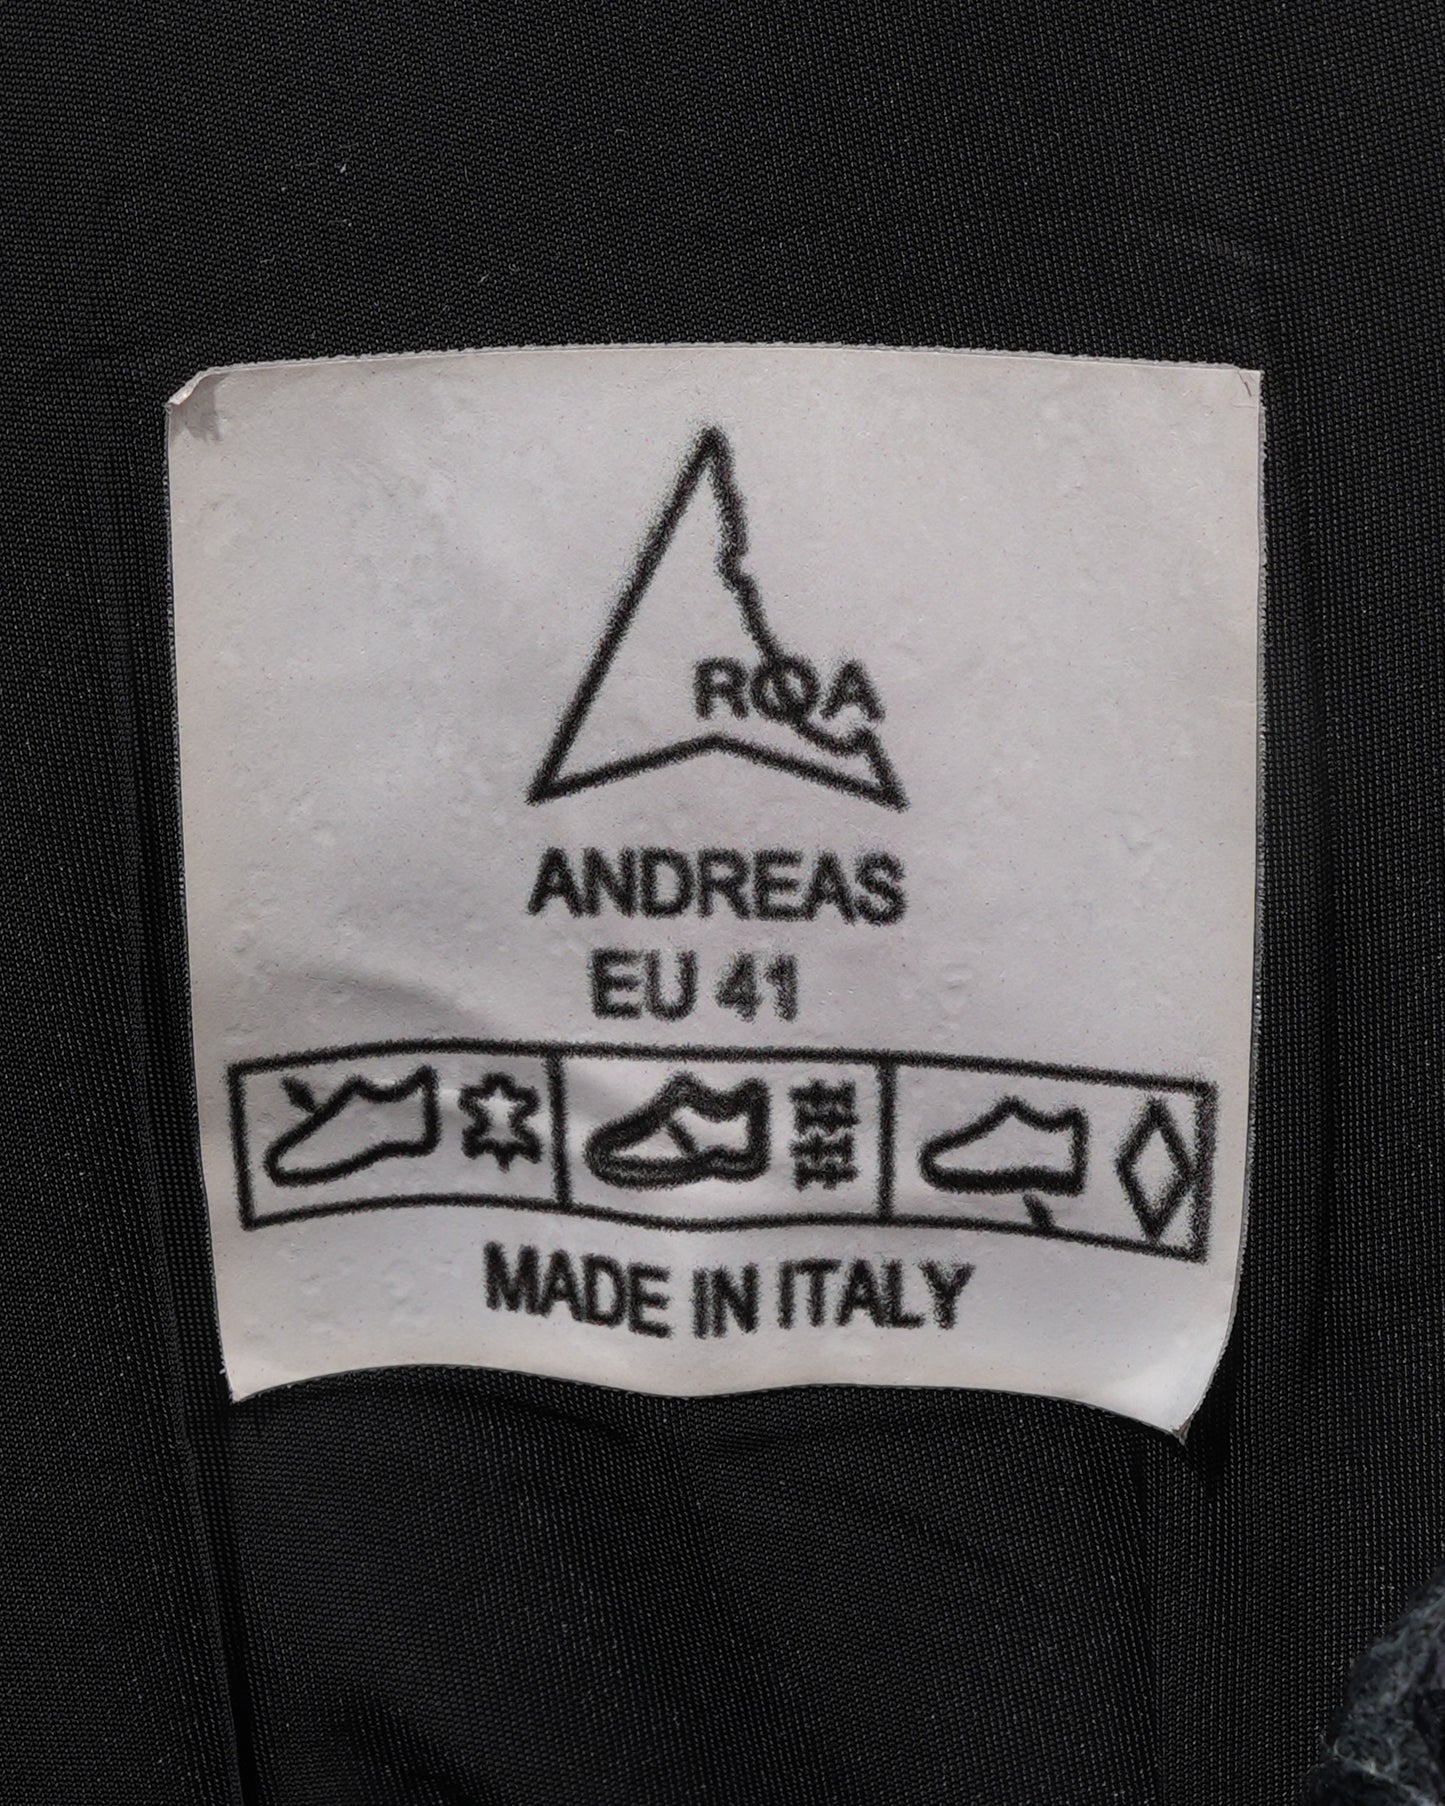 ROA
ANDREAS
EU 41
MADE IN ITALY